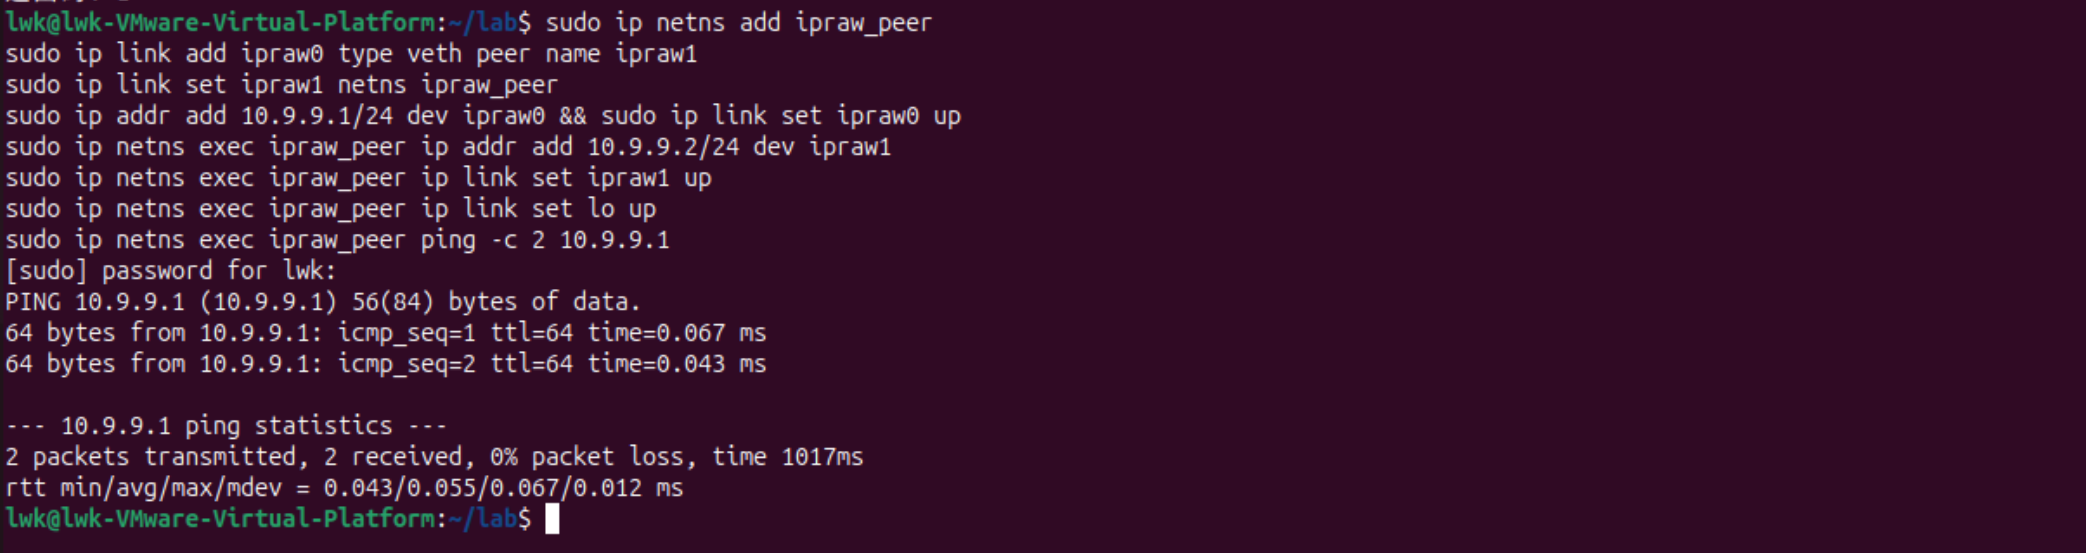 lwk@lwk-VMware-Virtual-Platform:~/lab$ sudo ip netns add ipraw_peer
sudo ip link add ipraw0 type veth peer name ipraw1
sudo ip link set ipraw1 netns ipraw_peer
sudo ip addr add 10.9.9.1/24 dev ipraw0 && sudo ip link set ipraw0 up
sudo ip netns exec ipraw_peer ip addr add 10.9.9.2/24 dev ipraw1
sudo ip netns exec ipraw_peer ip link set ipraw1 up
sudo ip netns exec ipraw_peer ip link set lo up
sudo ip netns exec ipraw_peer ping -c 2 10.9.9.1
[sudo] password for lwk:
PING 10.9.9.1 (10.9.9.1) 56(84) bytes of data.
64 bytes from 10.9.9.1: icmp_seq=1 ttl=64 time=0.067 ms
64 bytes from 10.9.9.1: icmp_seq=2 ttl=64 time=0.043 ms
--- 10.9.9.1 ping statistics ---
2 packets transmitted, 2 received, 0% packet loss, time 1017ms
rtt min/avg/max/mdev = 0.043/0.055/0.067/0.012 ms
lwk@lwk-VMware-Virtual-Platform:~/lab$